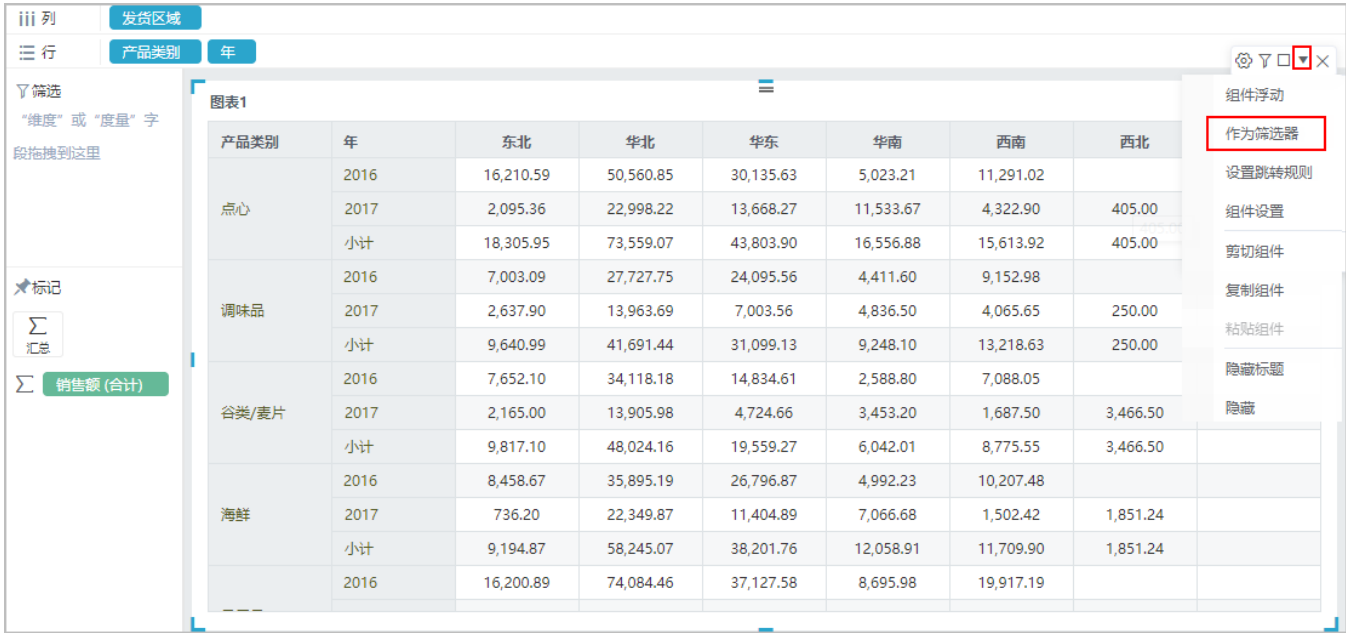 列 发货区域
行 产品类别 年
筛选
“维度”或“度量”字
段拖拽到这里
标记
∑
汇总
∑ 销售额 (合计)
图表1
产品类别 年 东北 华北 华东 华南 西南 西北
点心 2016 16,210.59 50,560.85 30,135.63 5,023.21 11,291.02
2017 2,095.36 22,998.22 13,668.27 11,533.67 4,322.90 405.00
小计 18,305.95 73,559.07 43,803.90 16,556.88 15,613.92 405.00
调味品 2016 7,003.09 27,727.75 24,095.56 4,411.60 9,152.98
2017 2,637.90 13,963.69 7,003.56 4,836.50 4,065.65 250.00
小计 9,640.99 41,691.44 31,099.13 9,248.10 13,218.63 250.00
谷类/麦片 2016 7,652.10 34,118.18 14,834.61 2,588.80 7,088.05
2017 2,165.00 13,905.98 4,724.66 3,453.20 1,687.50 3,466.50
小计 9,817.10 48,024.16 19,559.27 6,042.01 8,775.55 3,466.50
海鲜 2016 8,458.67 35,895.19 26,796.87 4,992.23 10,207.48
2017 736.20 22,349.87 11,404.89 7,066.68 1,502.42 1,851.24
小计 9,194.87 58,245.07 38,201.76 12,058.91 11,709.90 1,851.24
2016 16,200.89 74,084.46 37,127.58 8,695.98 19,917.19
组件浮动
作为筛选器
设置跳转规则
组件设置
剪切组件
复制组件
粘贴组件
隐藏标题
隐藏